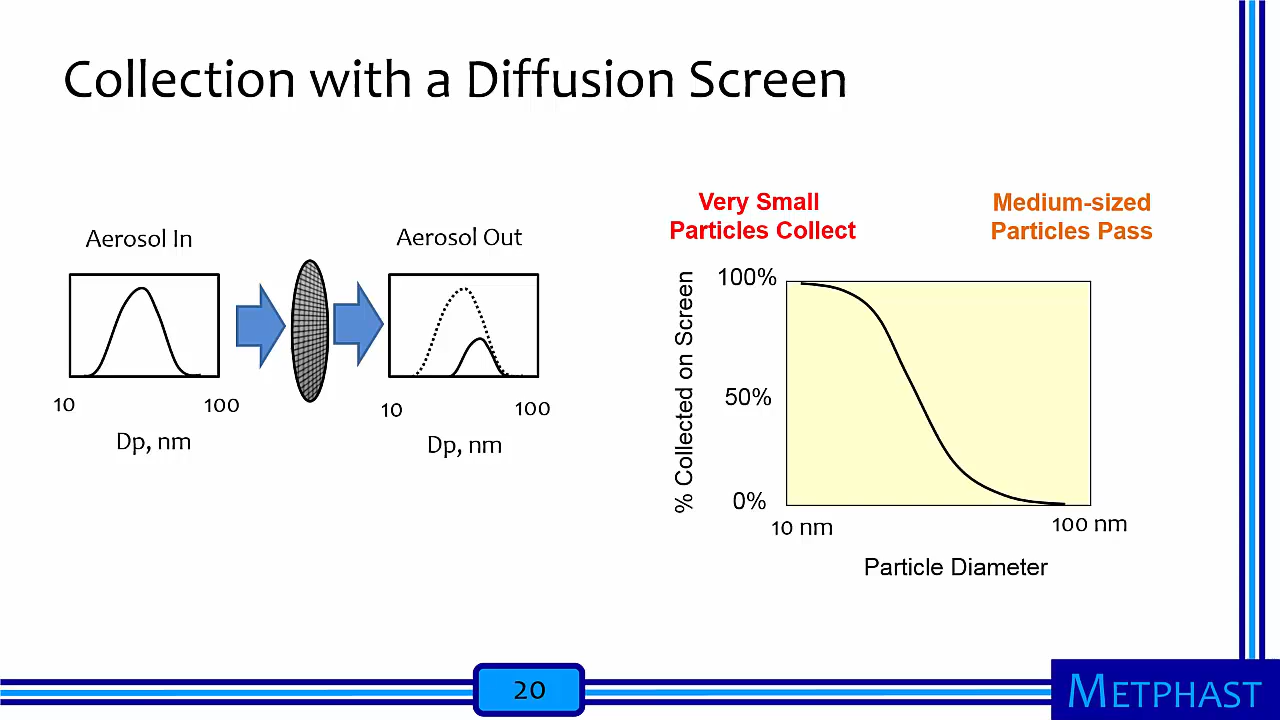 Collection with a Diffusion Screen
Aerosol In
10
100
Dp, nm
Aerosol Out
10
100
Dp, nm
Very Small
Particles Collect
Medium-sized
Particles Pass
% Collected on Screen
100%
50%
0%
10 nm
100 nm
Particle Diameter
20
METPHAST